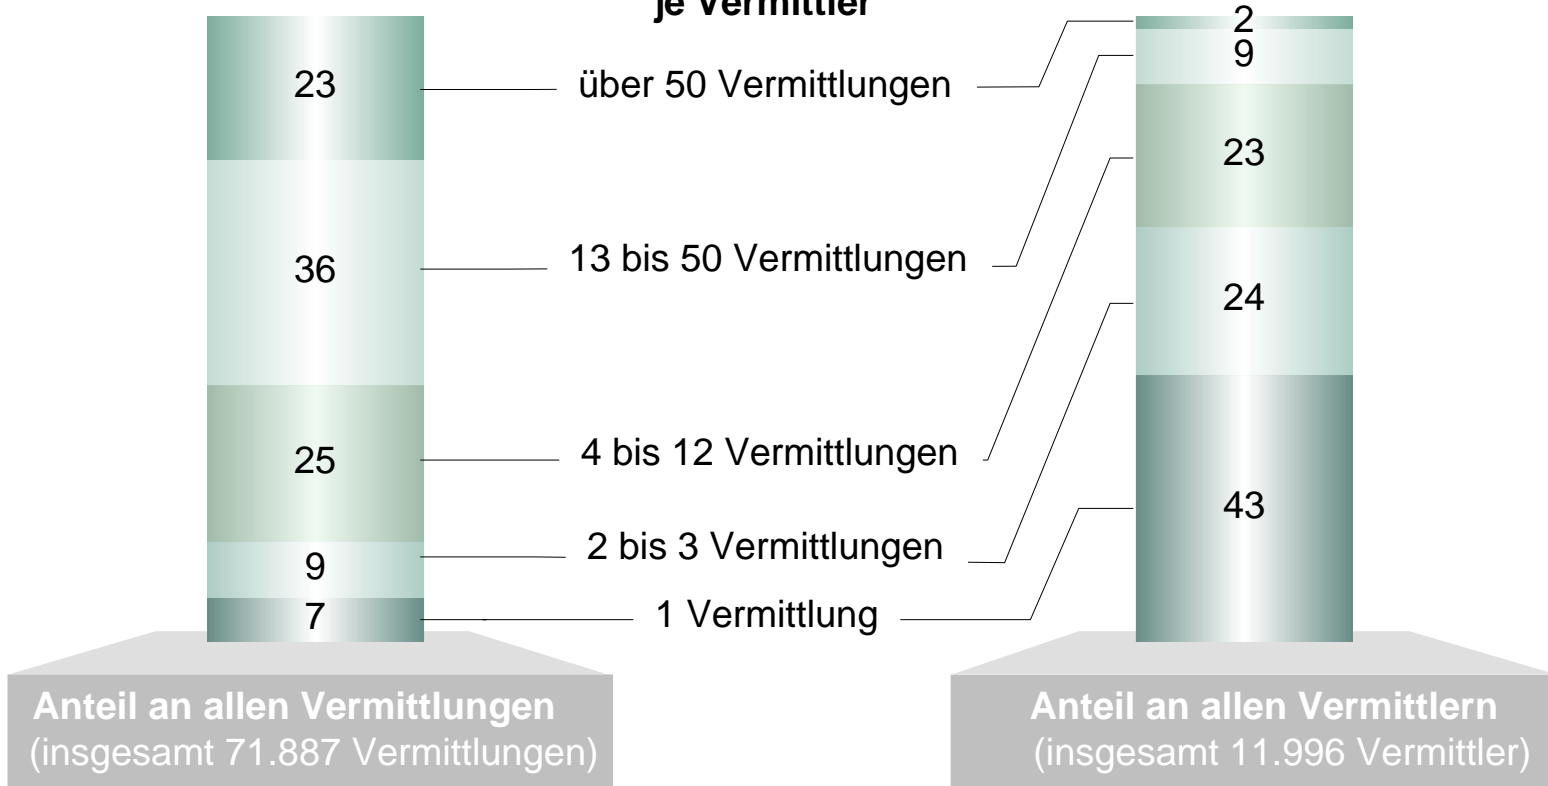 je Vermittler
2
9
23
über 50 Vermittlungen
23
36
13 bis 50 Vermittlungen
24
25
4 bis 12 Vermittlungen
43
9
2 bis 3 Vermittlungen
7
1 Vermittlung
Anteil an allen Vermittlungen
(insgesamt 71.887 Vermittlungen)
Anteil an allen Vermittlern
(insgesamt 11.996 Vermittler)